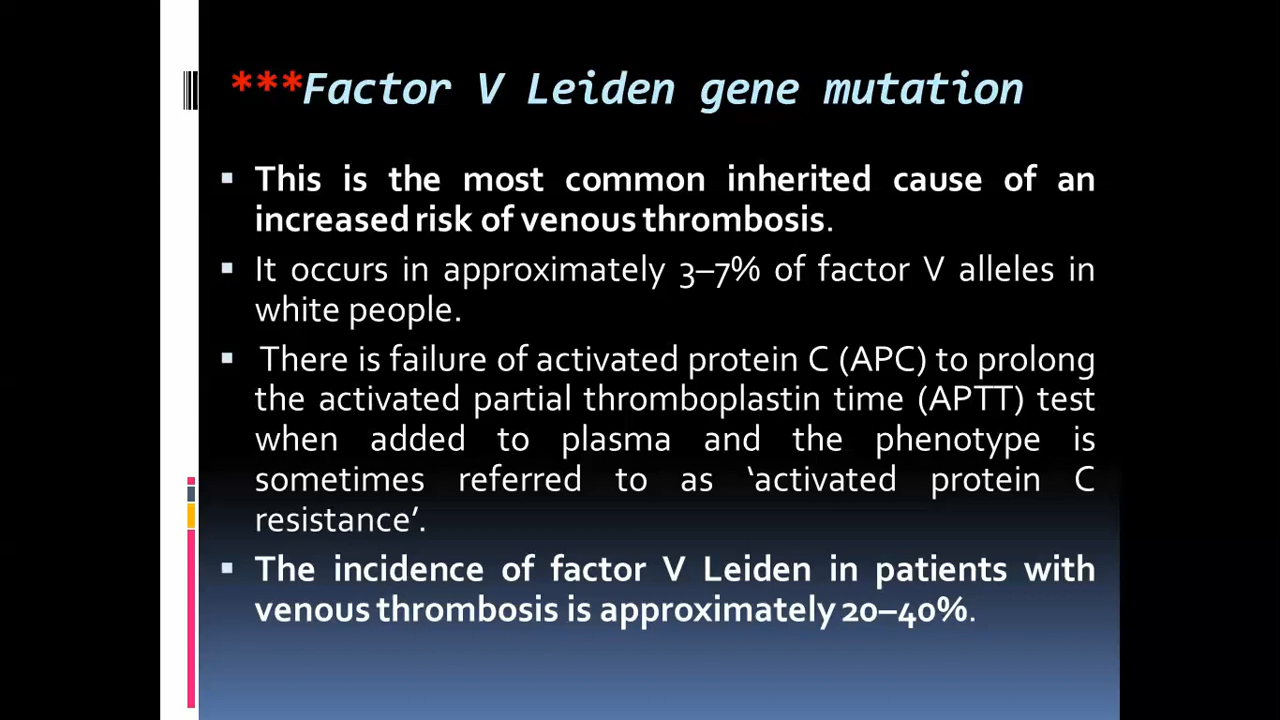 ***Factor V Leiden gene mutation
▪ This is the most common inherited cause of an
increased risk of venous thrombosis.
▪ It occurs in approximately 3–7% of factor V alleles in
white people.
▪ There is failure of activated protein C (APC) to prolong
the activated partial thromboplastin time (APTT) test
when added to plasma and the phenotype is
sometimes referred to as ‘activated protein C
resistance’.
▪ The incidence of factor V Leiden in patients with
venous thrombosis is approximately 20–40%.